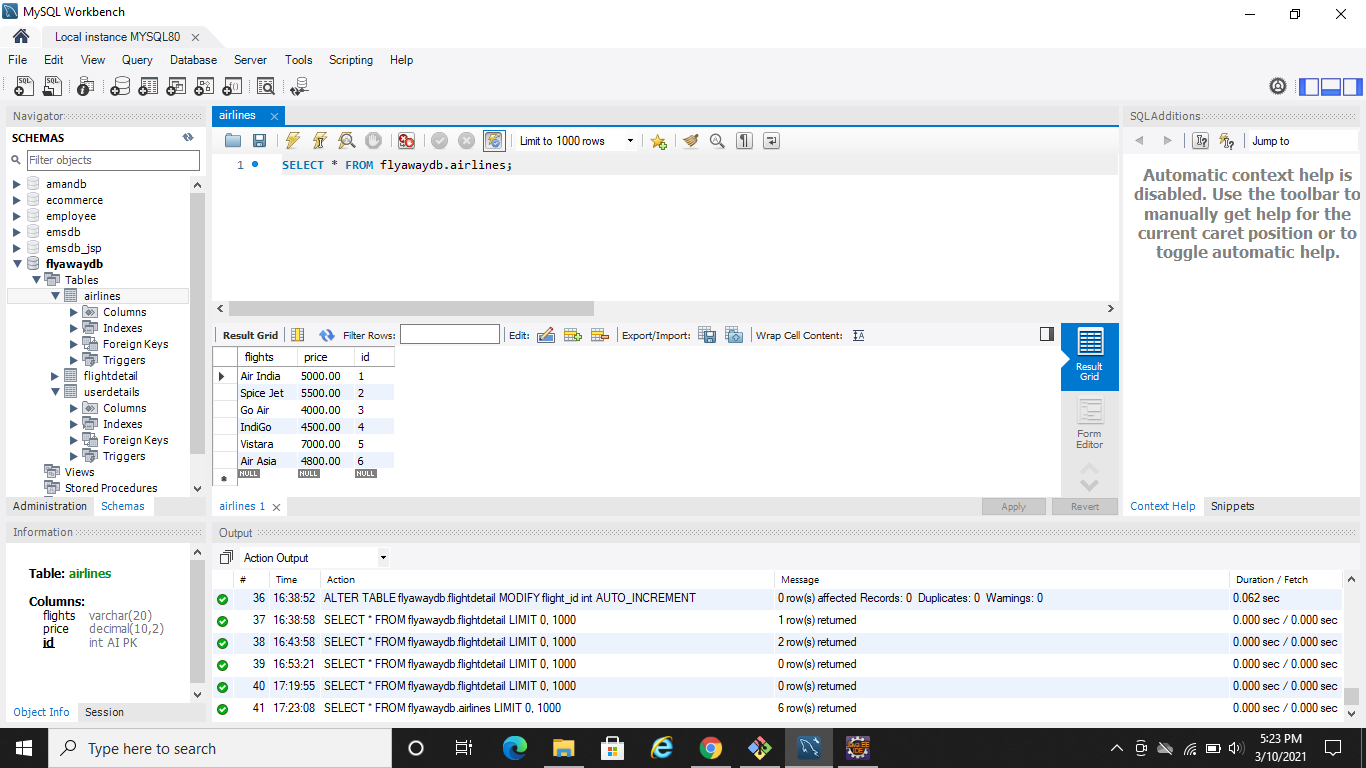 MySQL Workbench
Local instance MYSQL80
File Edit View Query Database Server Tools Scripting Help
Navigator
SCHEMAS
Filter objects
amandb
ecommerce
employee
emsdb
emsdb_jsp
flyawaydb
Tables
airlines
Columns
Indexes
Foreign Keys
Triggers
flightdetail
userdetails
Columns
Indexes
Foreign Keys
Triggers
Views
Stored Procedures
Administration Schemas
Information
Table: airlines
Columns:
flights varchar(20)
price decimal(10,2)
id int AI PK
Object Info Session
airlines
Limit to 1000 rows
1 SELECT * FROM flyawaydb.airlines;
Result Grid Filter Rows: Edit: Export/Import: Wrap Cell Content:
flights price id
Air India 5000.00 1
Spice Jet 5500.00 2
Go Air 4000.00 3
IndiGo 4500.00 4
Vistara 7000.00 5
Air Asia 4800.00 6
NULL NULL NULL
Result
Grid
Form
Editor
airlines 1
Apply Revert
SQLAdditions
Jump to
Automatic context help is
disabled. Use the toolbar to
manually get help for the
current caret position or to
toggle automatic help.
Context Help Snippets
Output
Action Output
# Time Action Message Duration / Fetch
36 16:38:52 ALTER TABLE flyawaydb.flightdetail MODIFY flight_id int AUTO_INCREMENT 0 row(s) affected Records: 0 Duplicates: 0 Warnings: 0 0.062 sec
37 16:38:58 SELECT * FROM flyawaydb.flightdetail LIMIT 0, 1000 1 row(s) returned 0.000 sec / 0.000 sec
38 16:43:58 SELECT * FROM flyawaydb.flightdetail LIMIT 0, 1000 2 row(s) returned 0.000 sec / 0.000 sec
39 16:53:21 SELECT * FROM flyawaydb.flightdetail LIMIT 0, 1000 0 row(s) returned 0.000 sec / 0.000 sec
40 17:19:55 SELECT * FROM flyawaydb.flightdetail LIMIT 0, 1000 0 row(s) returned 0.000 sec / 0.000 sec
41 17:23:08 SELECT * FROM flyawaydb.airlines LIMIT 0, 1000 6 row(s) returned 0.000 sec / 0.000 sec
Type here to search
5:23 PM
3/10/2021